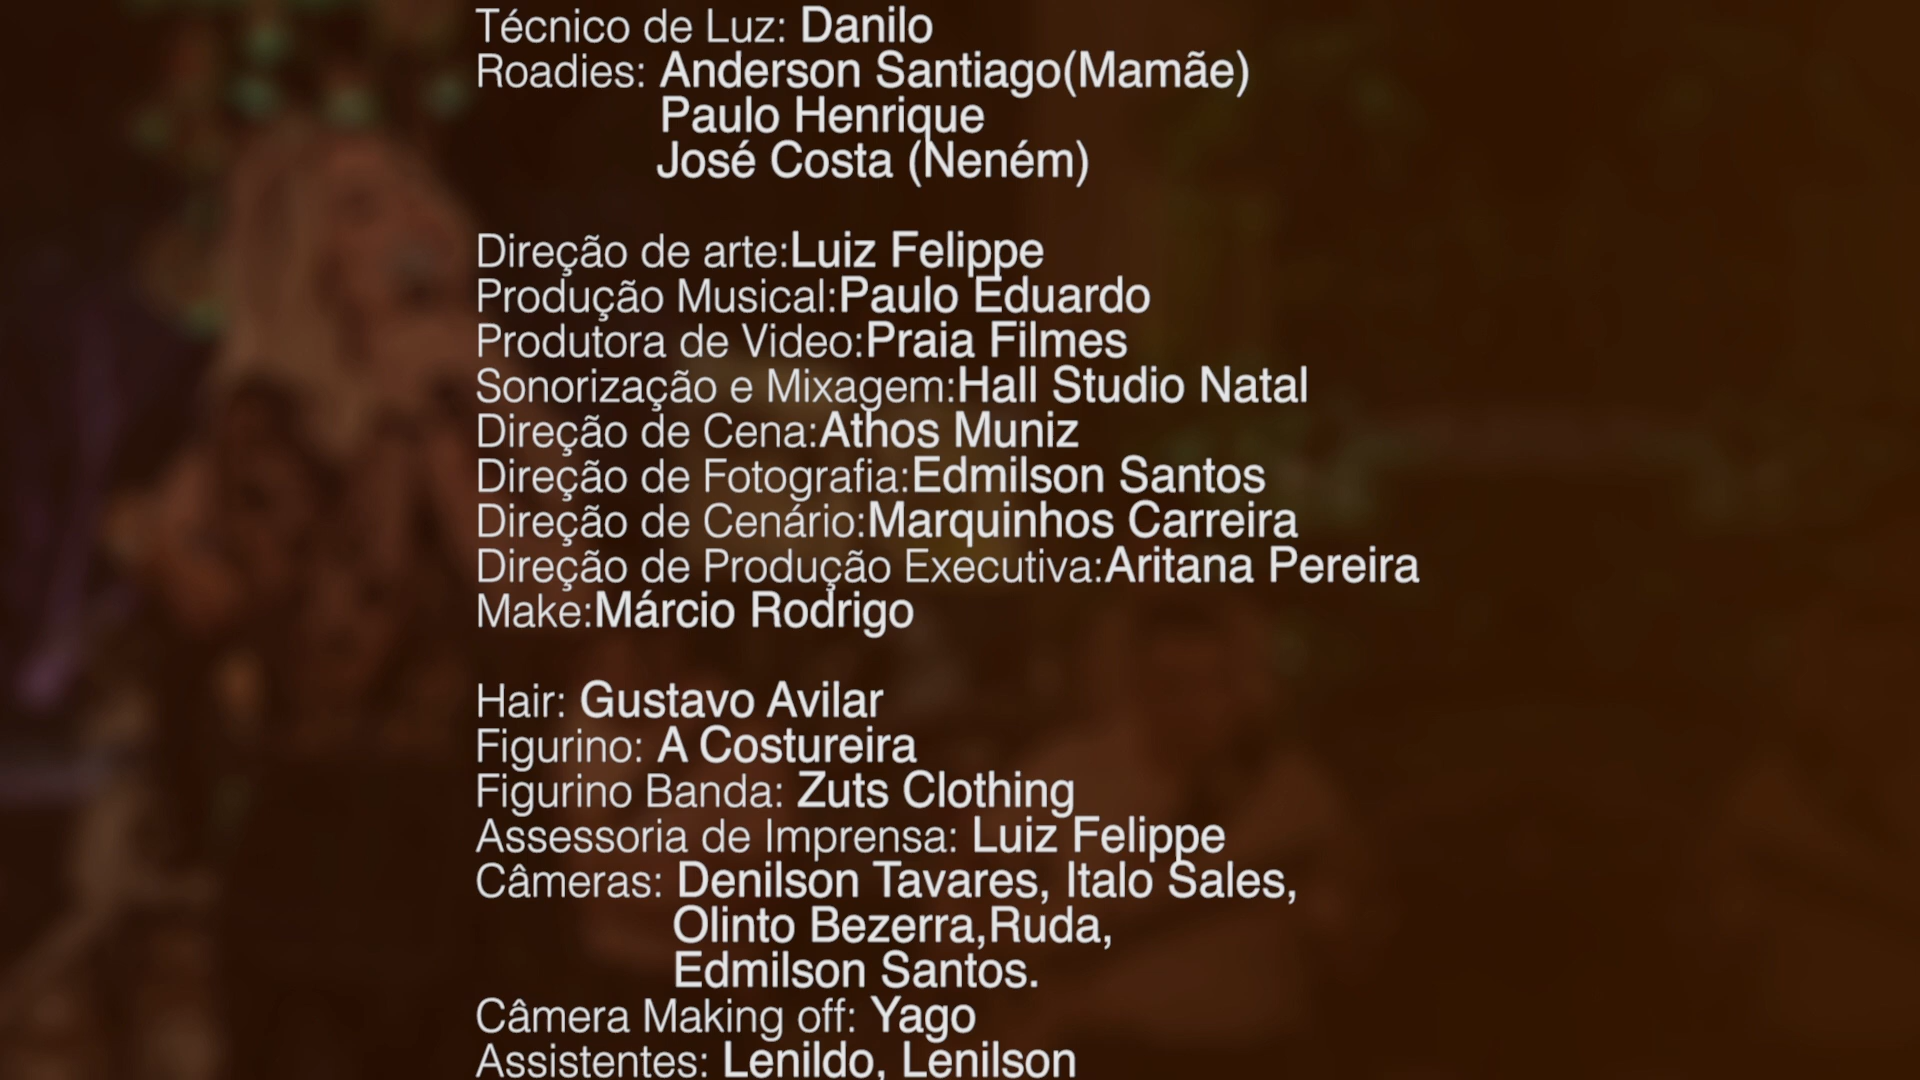 Técnico de Luz: Danilo
Roadies: Anderson Santiago(Mamãe)
Paulo Henrique
José Costa (Neném)
Direção de arte:Luiz Felippe
Produção Musical:Paulo Eduardo
Produtora de Video:Praia Filmes
Sonorização e Mixagem:Hall Studio Natal
Direção de Cena:Athos Muniz
Direção de Fotografia:Edmilson Santos
Direção de Cenário:Marquinhos Carreira
Direção de Produção Executiva:Aritana Pereira
Make:Márcio Rodrigo
Hair: Gustavo Avilar
Figurino: A Costureira
Figurino Banda: Zuts Clothing
Assessoria de Imprensa: Luiz Felippe
Câmeras: Denilson Tavares, Italo Sales,
Olinto Bezerra,Ruda,
Edmilson Santos.
Câmera Making off: Yago
Assistentes: Lenildo, Lenilson